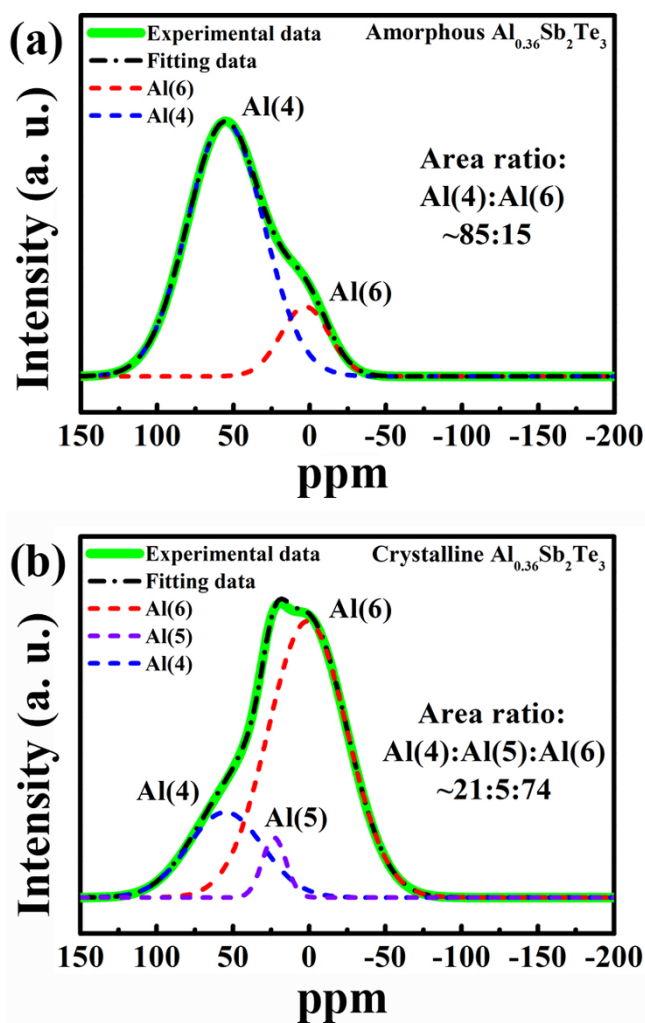 (a)
Experimental data
Fitting data
Al(6)
Al(4)
Amorphous Al0.36Sb2Te3
Al(4)
Area ratio:
Al(4):Al(6)
~85:15
Al(6)
Intensity (a. u.)
150 100 50 0 -50 -100 -150 -200
ppm
(b)
Experimental data
Fitting data
Al(6)
Al(5)
Al(4)
Crystalline Al0.36Sb2Te3
Al(6)
Area ratio:
Al(4):Al(5):Al(6)
~21:5:74
Al(4)
Al(5)
Intensity (a. u.)
150 100 50 0 -50 -100 -150 -200
ppm